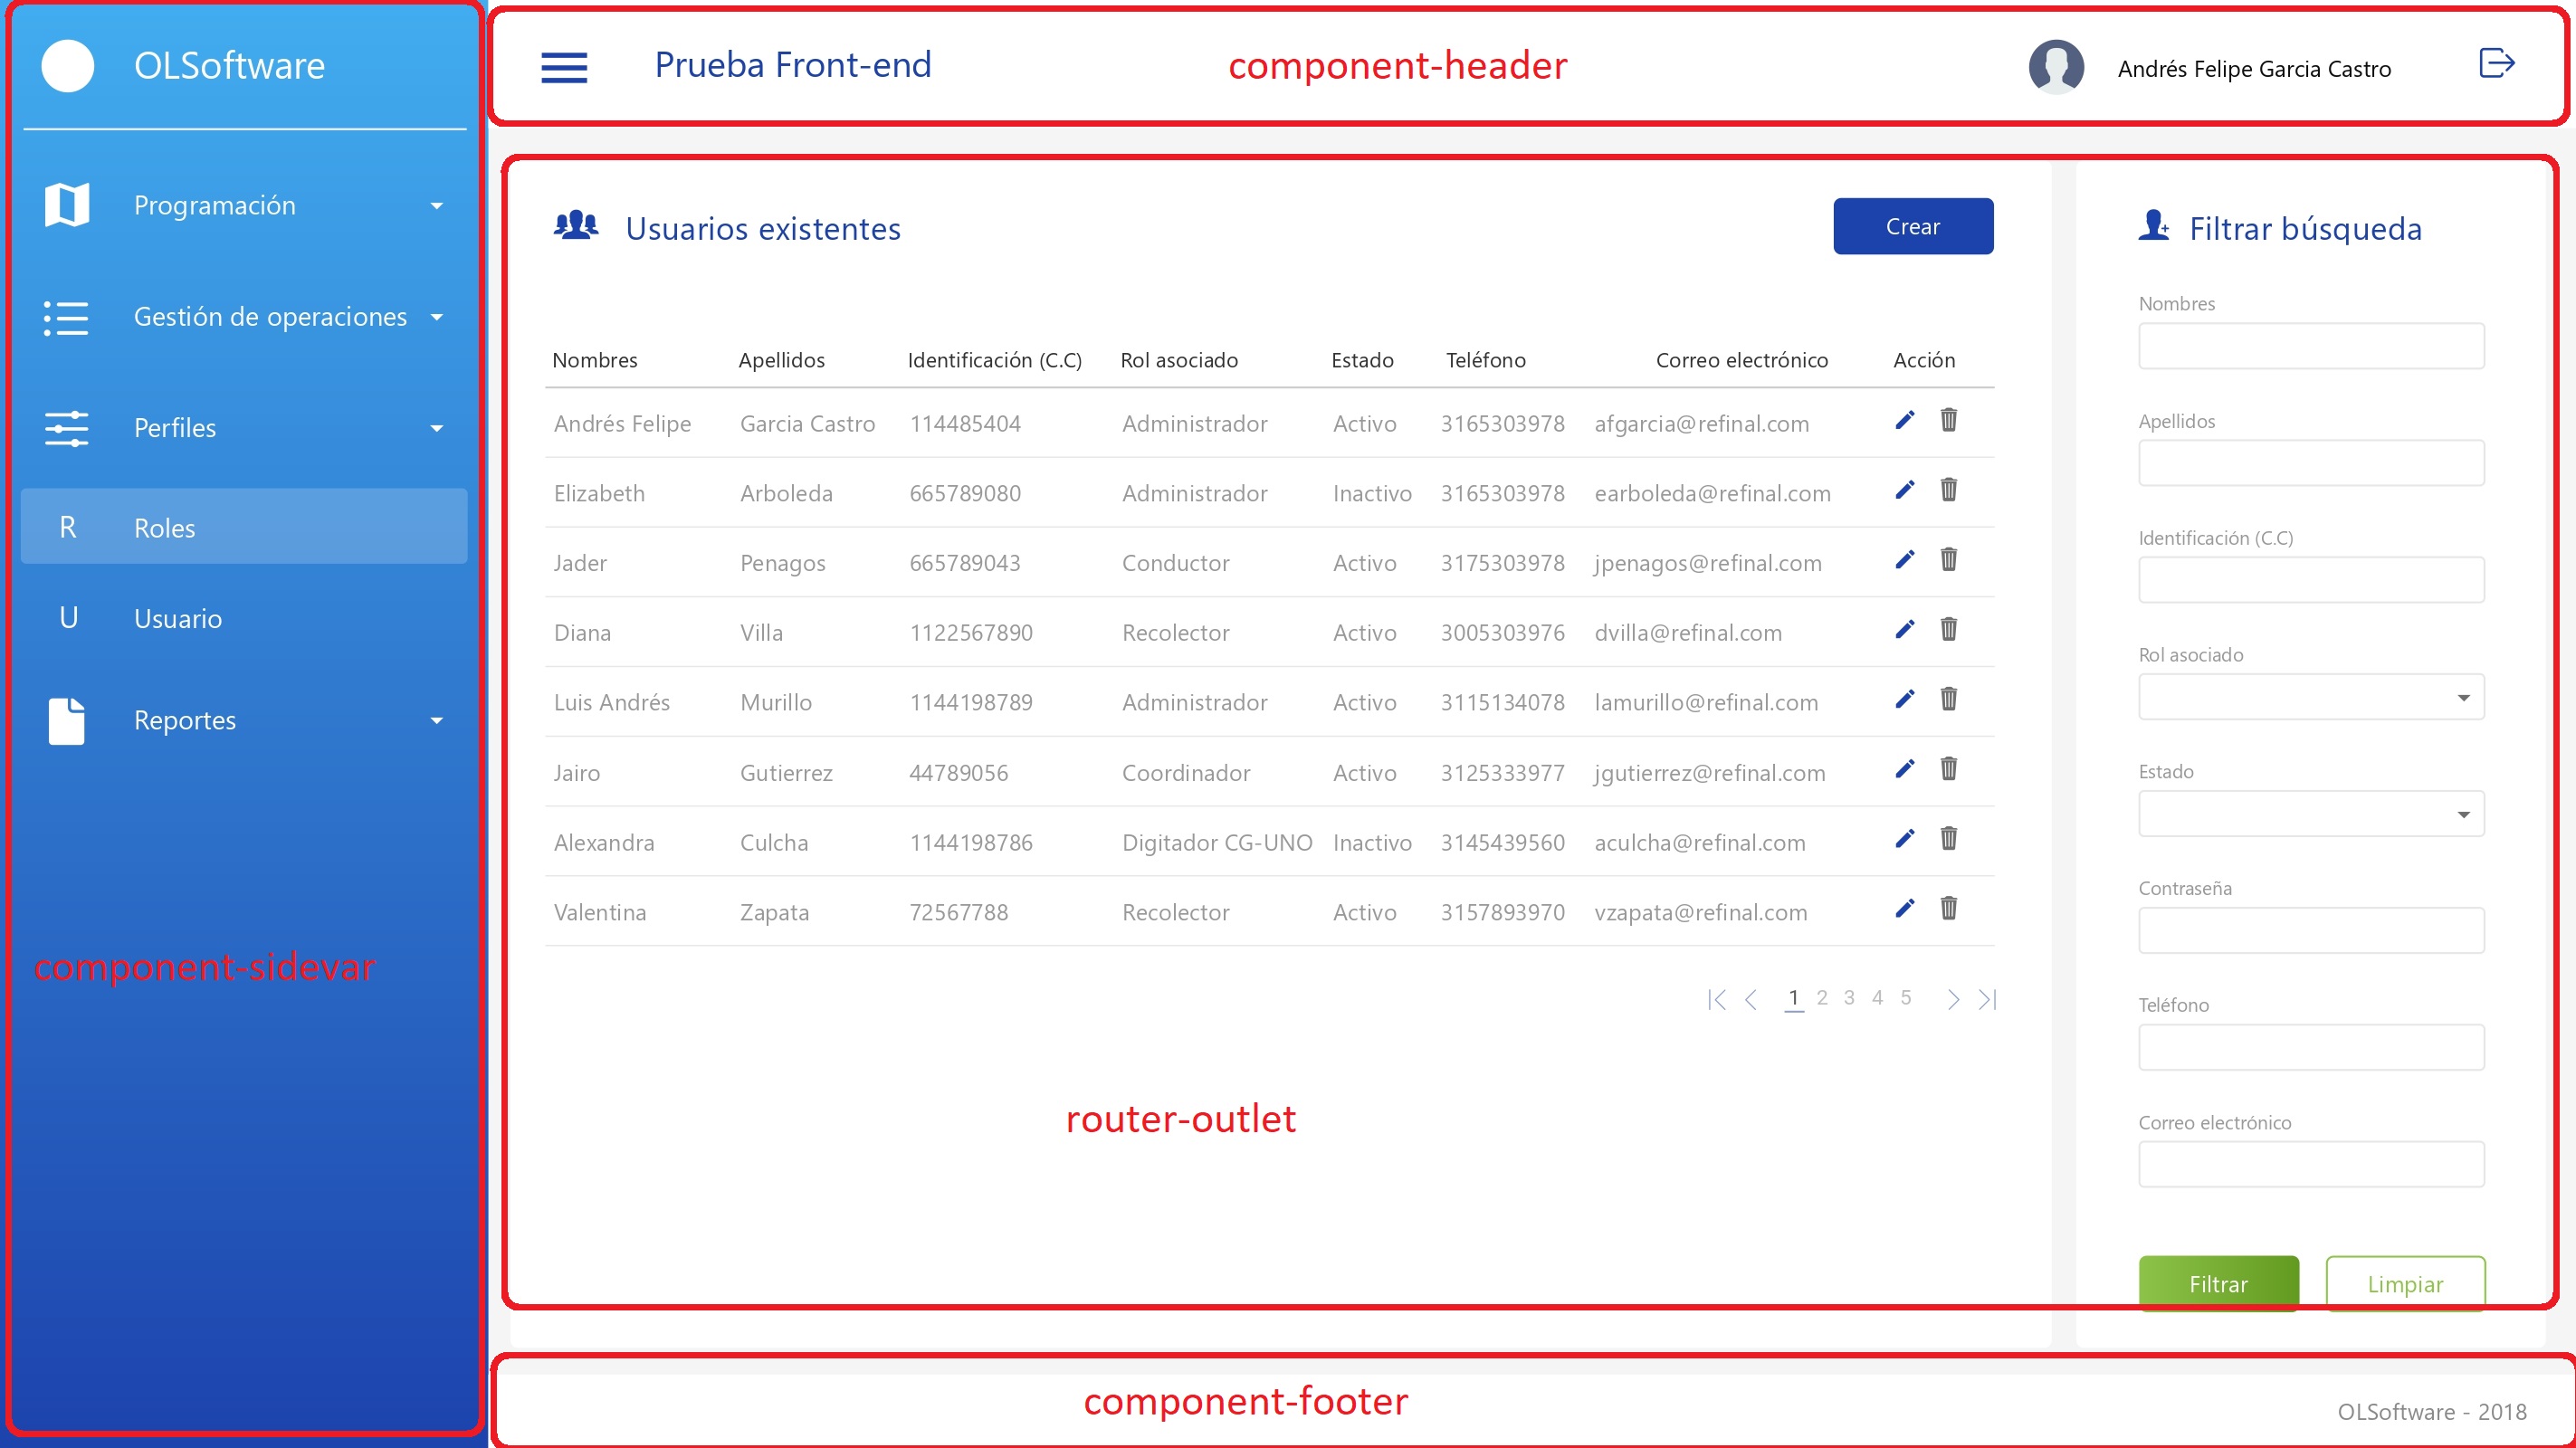 OLSoftware
Programación
Gestión de operaciones
Perfiles
R Roles
U Usuario
Reportes
component-sidevar
Prueba Front-end
component-header
Andrés Felipe Garcia Castro
Usuarios existentes
Crear
Nombres Apellidos Identificación (C.C) Rol asociado Estado Teléfono Correo electrónico Acción
Andrés Felipe Garcia Castro 114485404 Administrador Activo 3165303978 afgarcia@refinal.com
Elizabeth Arboleda 665789080 Administrador Inactivo 3165303978 earboleda@refinal.com
Jader Penagos 665789043 Conductor Activo 3175303978 jpenagos@refinal.com
Diana Villa 1122567890 Recolector Activo 3005303976 dvilla@refinal.com
Luis Andrés Murillo 1144198789 Administrador Activo 3115134078 lamurillo@refinal.com
Jairo Gutierrez 44789056 Coordinador Activo 3125333977 jgutierrez@refinal.com
Alexandra Culcha 1144198786 Digitador CG-UNO Inactivo 3145439560 aculcha@refinal.com
Valentina Zapata 72567788 Recolector Activo 3157893970 vzapata@refinal.com
1 2 3 4 5
router-outlet
Filtrar búsqueda
Nombres
Apellidos
Identificación (C.C)
Rol asociado
Estado
Contraseña
Teléfono
Correo electrónico
Filtrar Limpiar
component-footer
OLSoftware - 2018